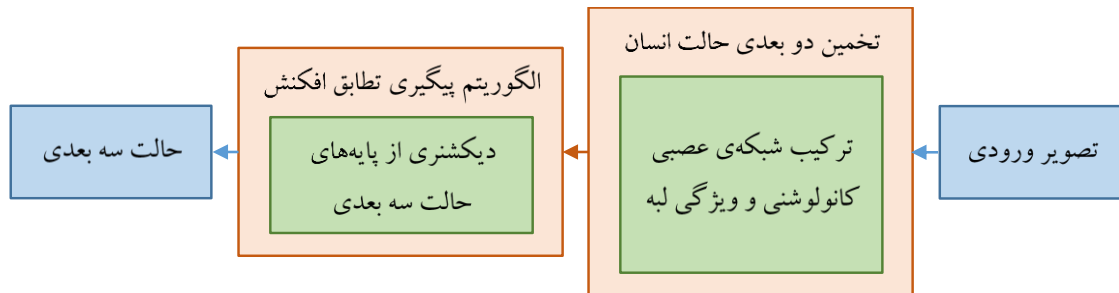 تصویر ورودی
تخمین دو بعدی حالت انسان
ترکیب شبکه‌ی عصبی
کانولوشنی و ویژگی لبه
الگوریتم پیگیری تطابق افکنش
دیکشنری از پایه‌های
حالت سه بعدی
حالت سه بعدی